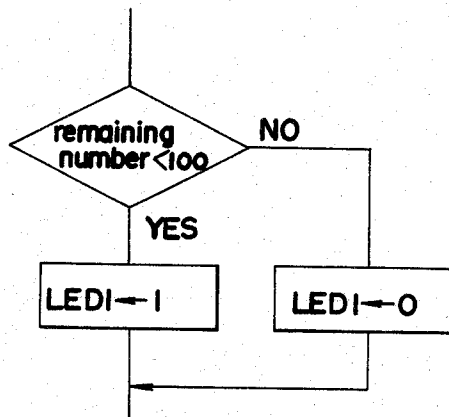 remaining
number<100
NO
YES
LED1←1
LED1←0